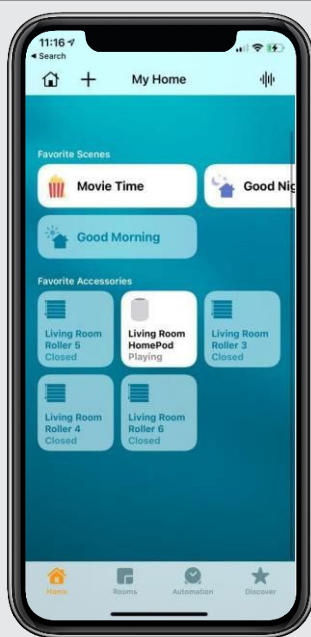 11:16
◀ Search
My Home
Favorite Scenes
Movie Time
Good Nig
Good Morning
Favorite Accessories
Living Room
Roller 5
Closed
Living Room
HomePod
Playing
Living Room
Roller 3
Closed
Living Room
Roller 4
Closed
Living Room
Roller 6
Closed
Home
Rooms
Automation
Discover